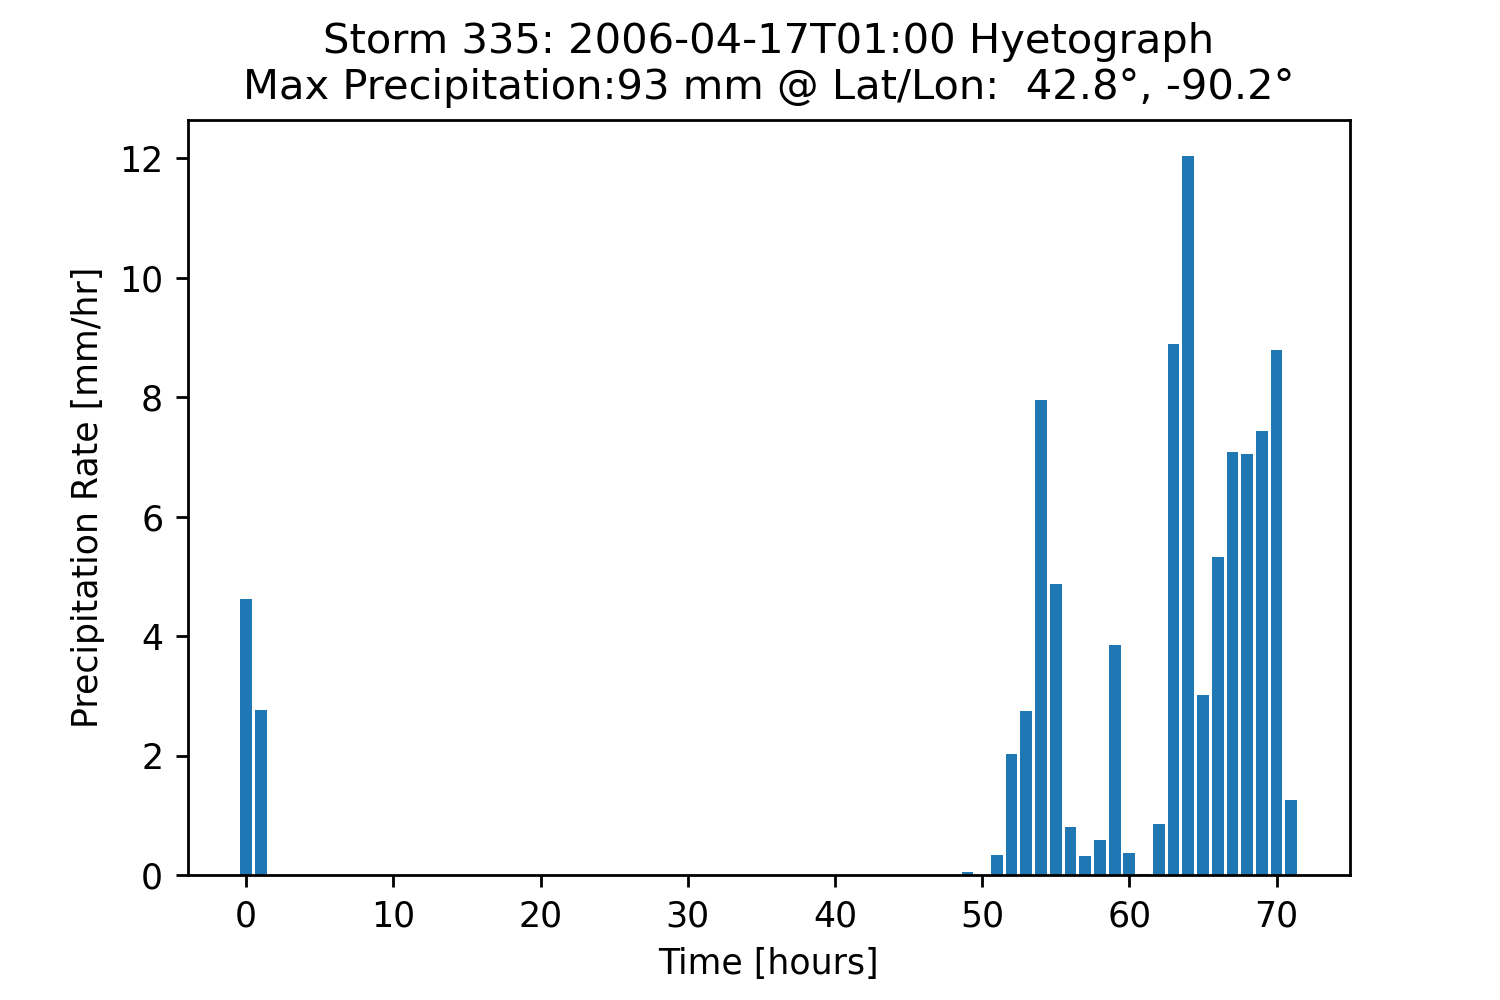 Storm 335: 2006-04-17T01:00 Hyetograph
Max Precipitation:93 mm @ Lat/Lon:  42.8°, -90.2°
12
10
8
6
4
2
0
Precipitation Rate [mm/hr]
0 10 20 30 40 50 60 70
Time [hours]